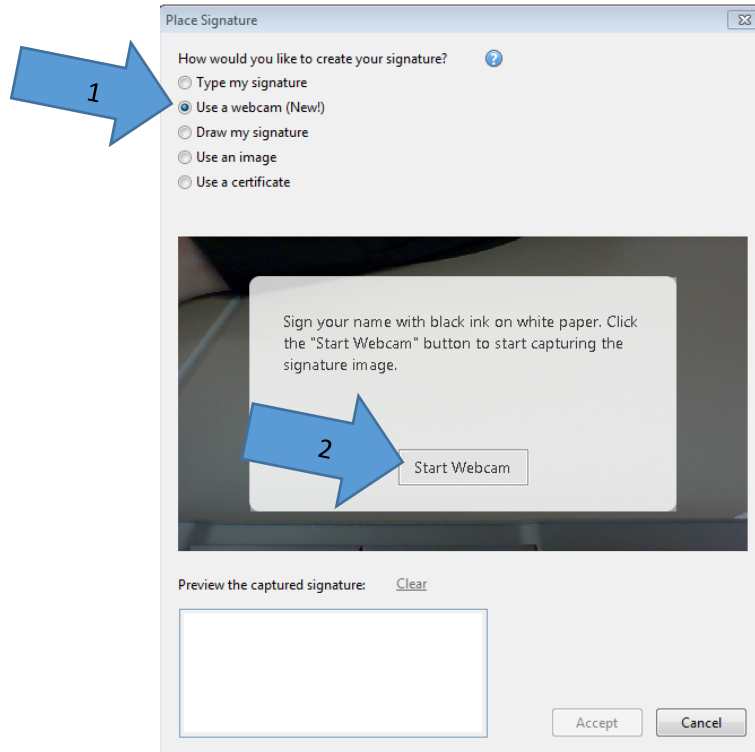 Place Signature
How would you like to create your signature?
Type my signature
1
Use a webcam (New!)
Draw my signature
Use an image
Use a certificate
Sign your name with black ink on white paper. Click
the "Start Webcam" button to start capturing the
signature image.
2
Start Webcam
Preview the captured signature: Clear
Accept Cancel